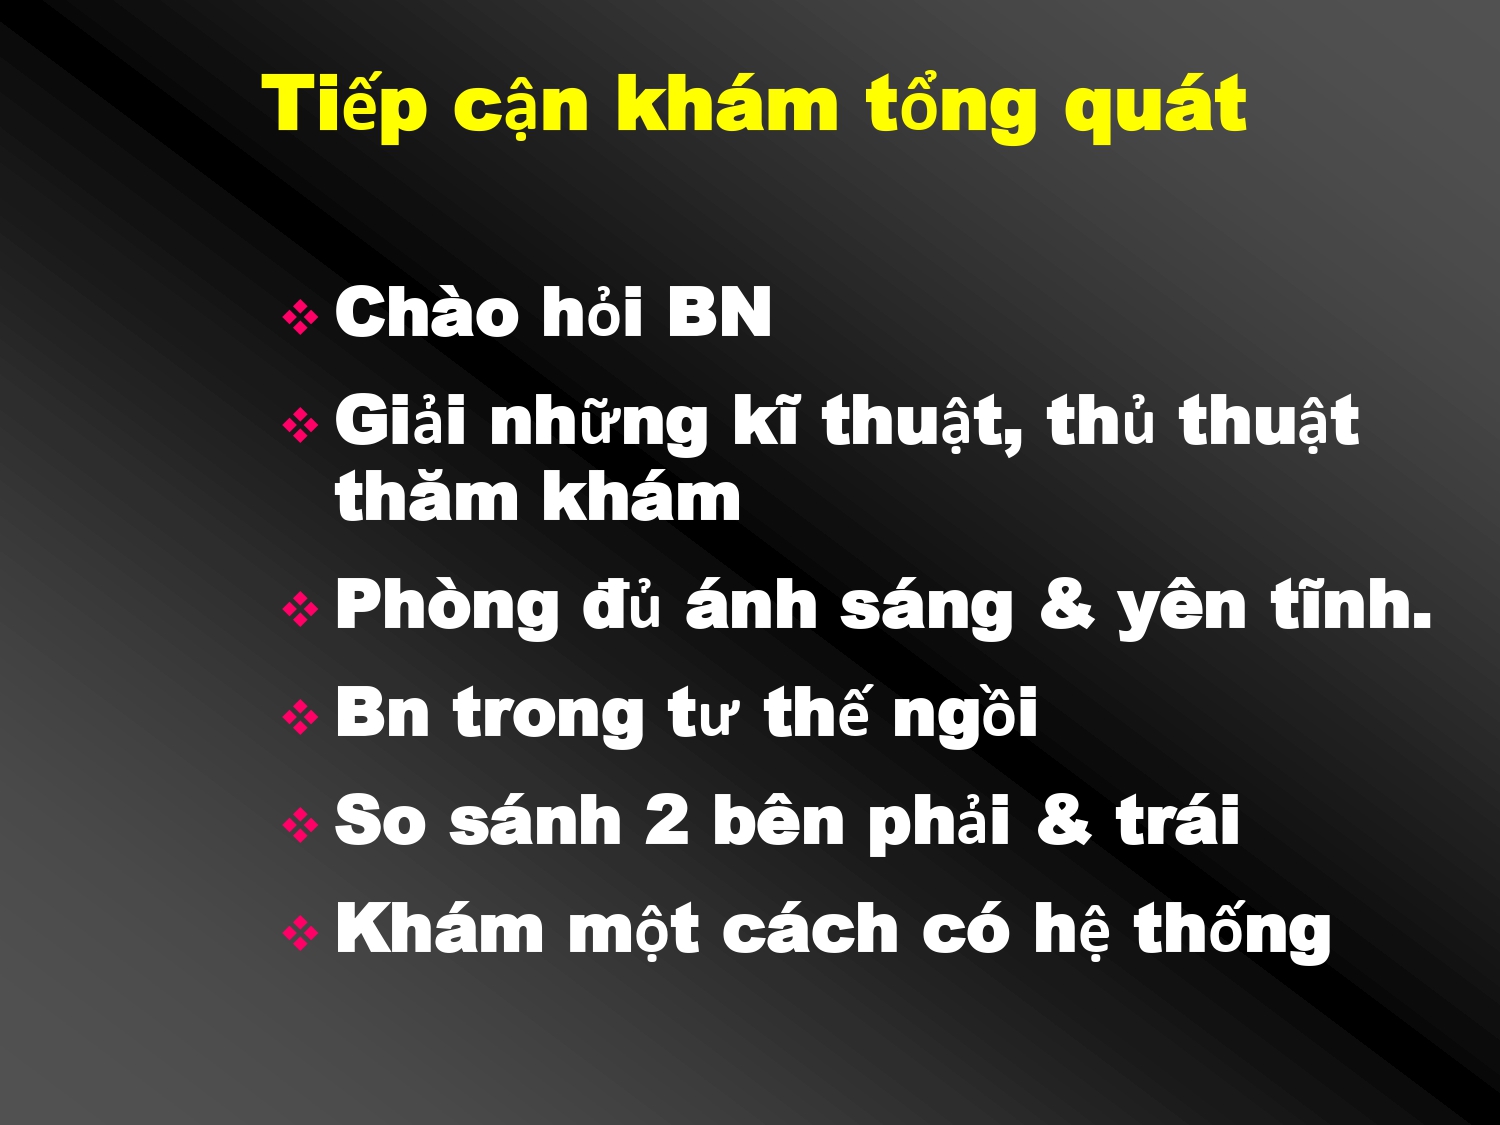 Tiếp cận khám tổng quát
❖ Chào hỏi BN
❖ Giải những kĩ thuật, thủ thuật
thăm khám
❖ Phòng đủ ánh sáng & yên tĩnh.
❖ Bn trong tư thế ngồi
❖ So sánh 2 bên phải & trái
❖ Khám một cách có hệ thống